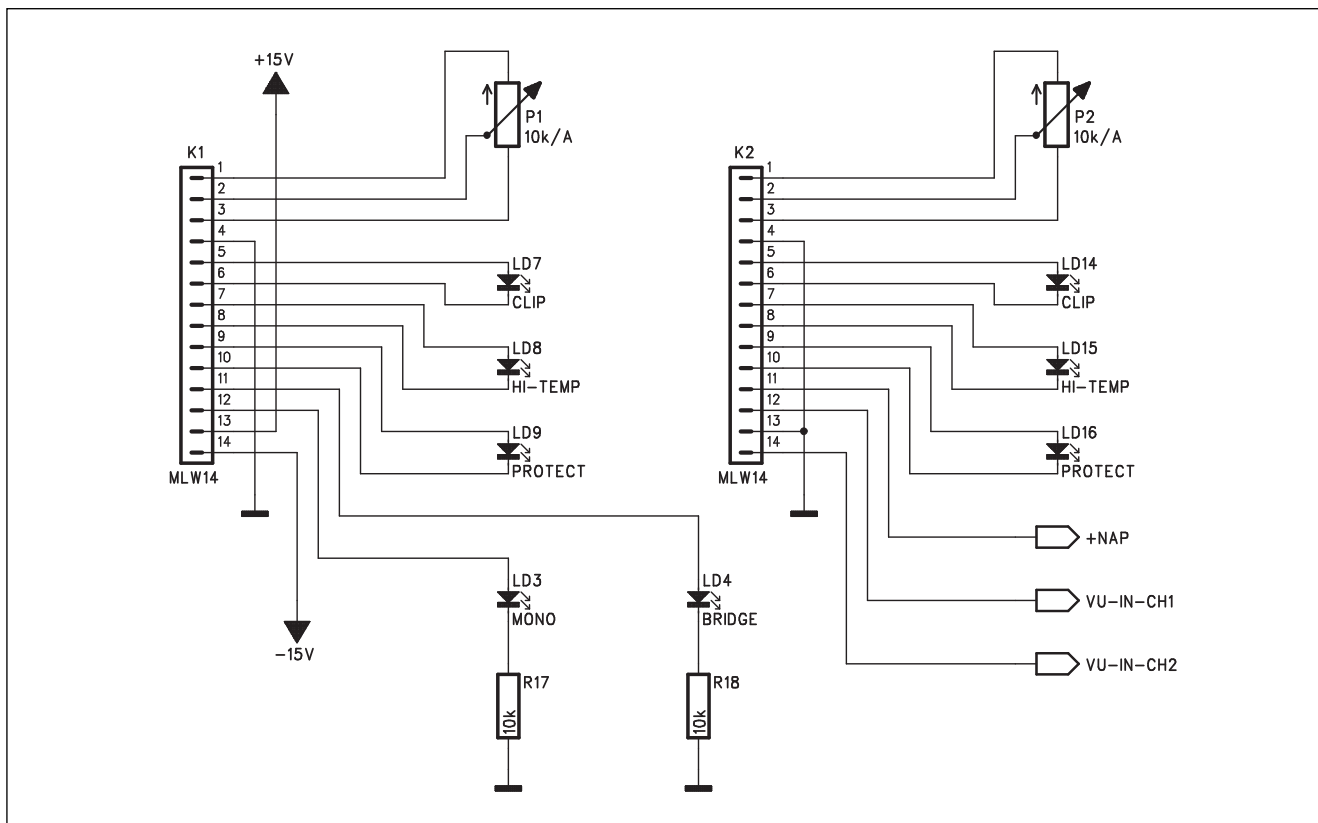 +15V
P1
10k/A
K1
1
2
3
4
5
6
7
8
9
10
11
12
13
14
MLW14
LD7
CLIP
LD8
HI-TEMP
LD9
PROTECT
-15V
LD3
MONO
R17
10k
LD4
BRIDGE
R18
10k
P2
10k/A
K2
1
2
3
4
5
6
7
8
9
10
11
12
13
14
MLW14
LD14
CLIP
LD15
HI-TEMP
LD16
PROTECT
+NAP
VU-IN-CH1
VU-IN-CH2